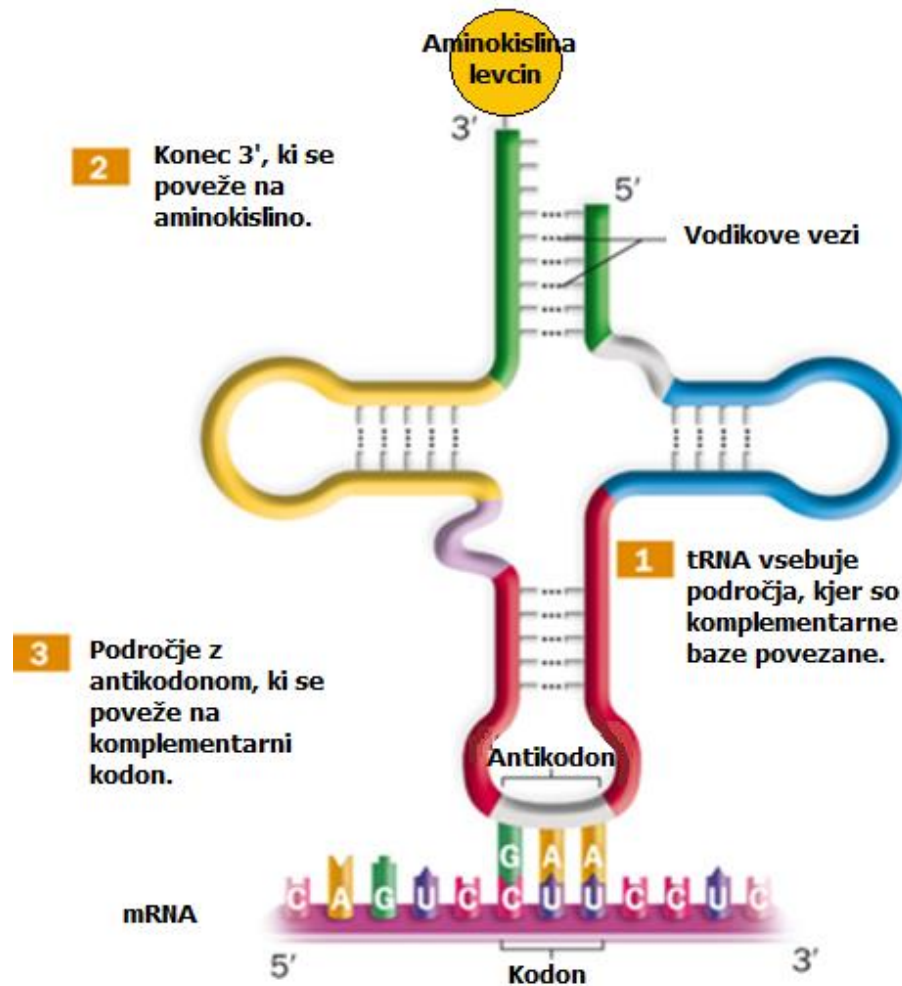 Aminokislina
levcin
3'
5'
2
Konec 3', ki se
poveže na
aminokislino.
Vodikove vezi
1
tRNA vsebuje
področja, kjer so
komplementarne
baze povezane.
3
Področje z
antikodonom, ki se
poveže na
komplementarni
kodon.
Antikodon
G A A
C A G U C C U U C C U C
mRNA
5'
Kodon
3'